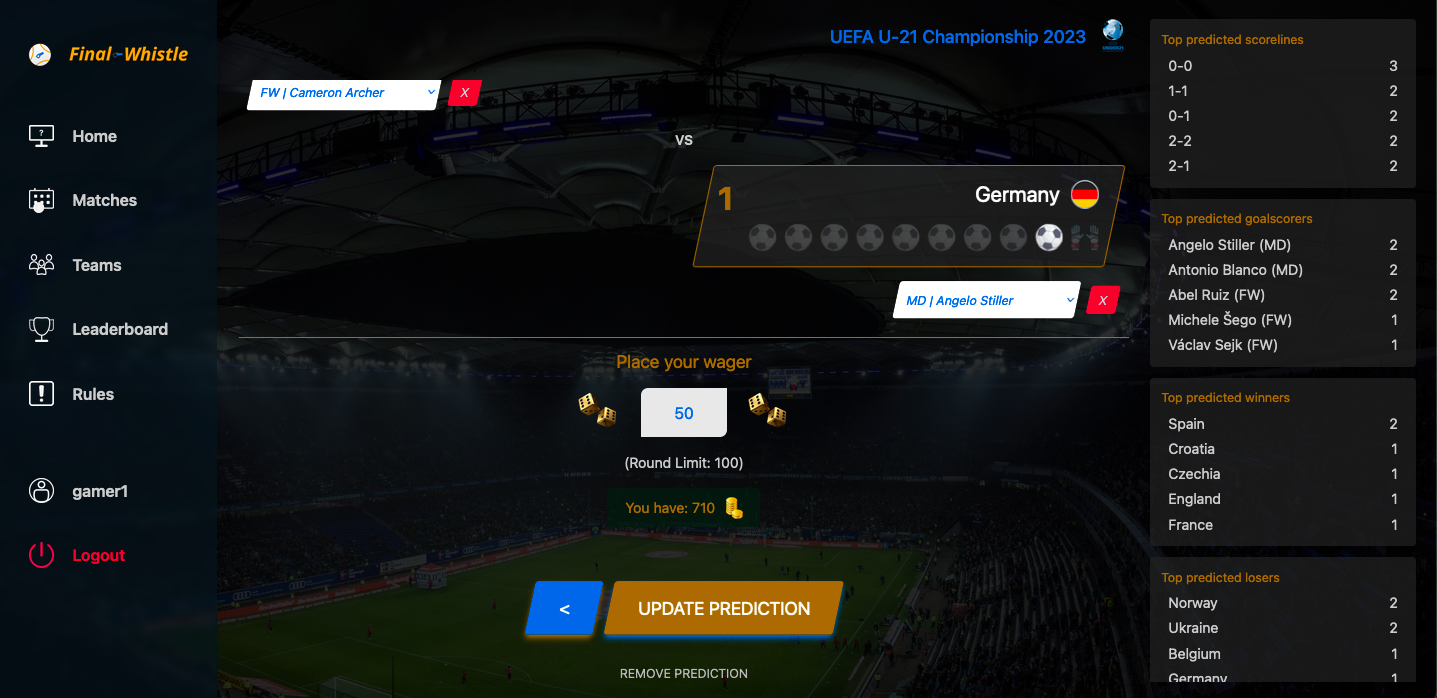 Final-Whistle
Home
Matches
Teams
Leaderboard
Rules
gamer1
Logout
UEFA U-21 Championship 2023
FW | Cameron Archer
X
VS
1
Germany
MD | Angelo Stiller
X
Place your wager
50
(Round Limit: 100)
You have: 710
<
UPDATE PREDICTION
REMOVE PREDICTION
Top predicted scorelines
0-0 3
1-1 2
0-1 2
2-2 2
2-1 2
Top predicted goalscorers
Angelo Stiller (MD) 2
Antonio Blanco (MD) 2
Abel Ruiz (FW) 2
Michele Šego (FW) 1
Václav Sejk (FW) 1
Top predicted winners
Spain 2
Croatia 1
Czechia 1
England 1
France 1
Top predicted losers
Norway 2
Ukraine 2
Belgium 1
Germany 1